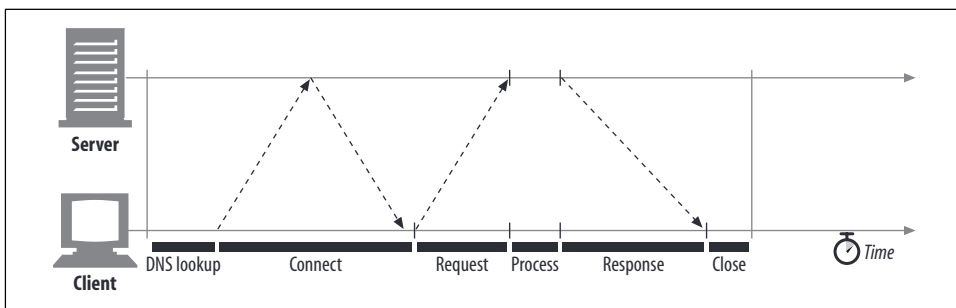 Server
Client
DNS lookup
Connect
Request
Process
Response
Close
Time